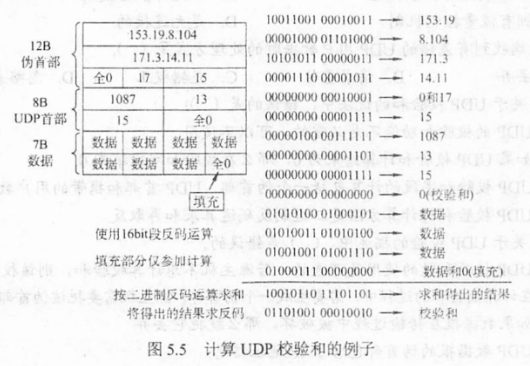 10011001 00010011 → 153.19
153.19.8.104
00001000 01101000 → 8.104
12B
伪首部
171.3.14.11
10101011 00000011 → 171.3
全0 17 15
00001110 00001011 → 14.11
1087 13
00000000 00010001 → 0和17
8B
UDP首部
15 全0
00000000 00001111 → 15
7B
数据
数据 数据 数据 数据
00000100 00111111 → 1087
数据 数据 数据 全0
00000000 00001101 → 13
00000000 00001111 → 15
填充
00000000 00000000 → 0(校验和)
01010100 01000101 → 数据
使用16bit段反码运算
01010011 01010100 → 数据
填充部分仅参加计算
01001001 01001110 → 数据
01000111 00000000 → 数据和0(填充)
按二进制反码运算求和 10010110 11101101 → 求和得出的结果
将得出的结果求反码 01101001 00010010 → 校验和
图 5.5 计算 UDP 校验和的例子